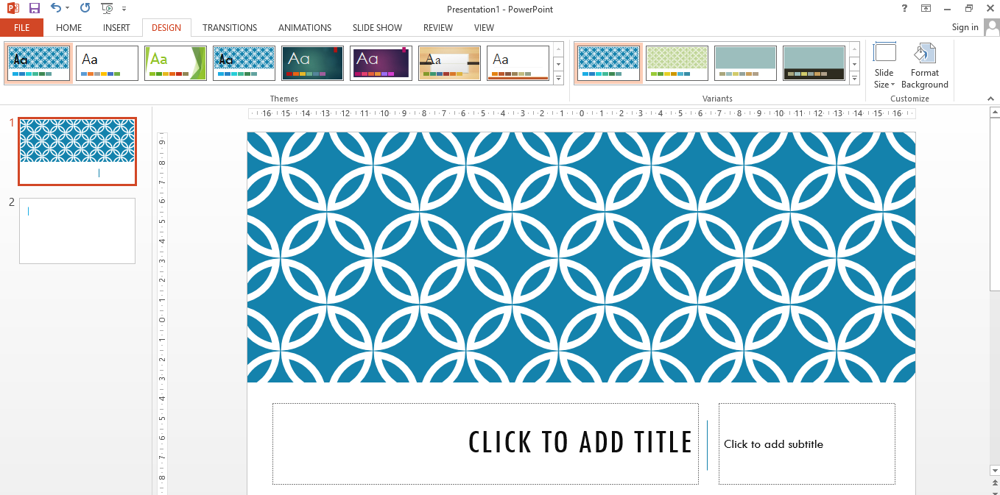 Presentation1 - PowerPoint
?
FILE HOME INSERT DESIGN TRANSITIONS ANIMATIONS SLIDE SHOW REVIEW VIEW
Sign in
Aa Aa Aa Aa Aa Aa Aa Aa
Slide Size
Format Background
Themes Variants Customize
16 15 14 13 12 11 10 9 8 7 6 5 4 3 2 1 0 1 2 3 4 5 6 7 8 9 10 11 12 13 14 15 16
1
2
9 8 7 6 5 4 3 2 1 0 1 2 3 4 5 6 7 8
CLICK TO ADD TITLE
Click to add subtitle